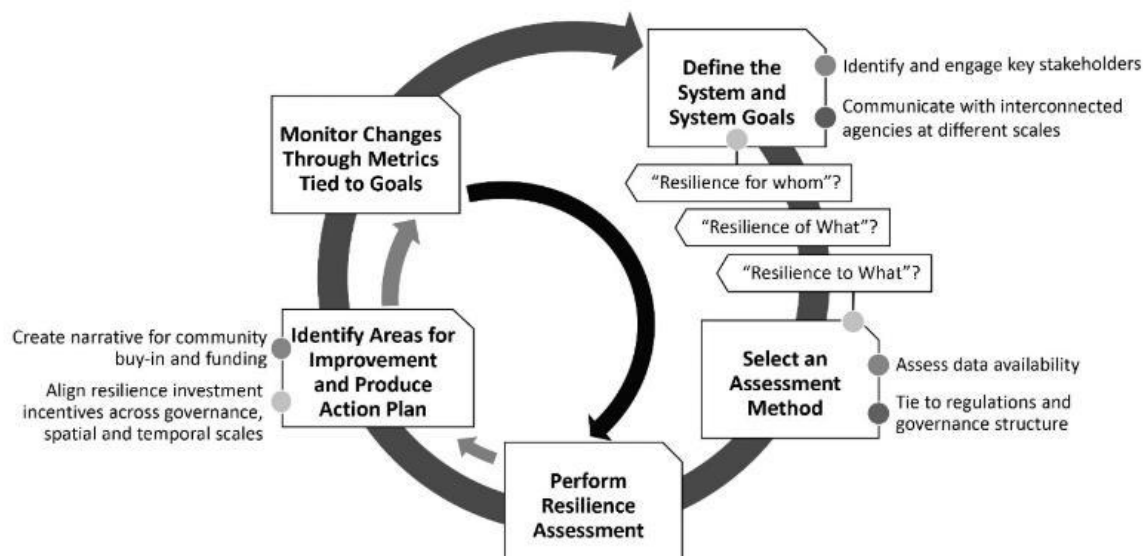 Define the
System and
System Goals
Identify and engage key stakeholders
Communicate with interconnected
agencies at different scales
“Resilience for whom”?
“Resilience of What”?
“Resilience to What”?
Select an
Assessment
Method
Assess data availability
Tie to regulations and
governance structure
Perform
Resilience
Assessment
Identify Areas for
Improvement
and Produce
Action Plan
Create narrative for community
buy-in and funding
Align resilience investment
incentives across governance,
spatial and temporal scales
Monitor Changes
Through Metrics
Tied to Goals